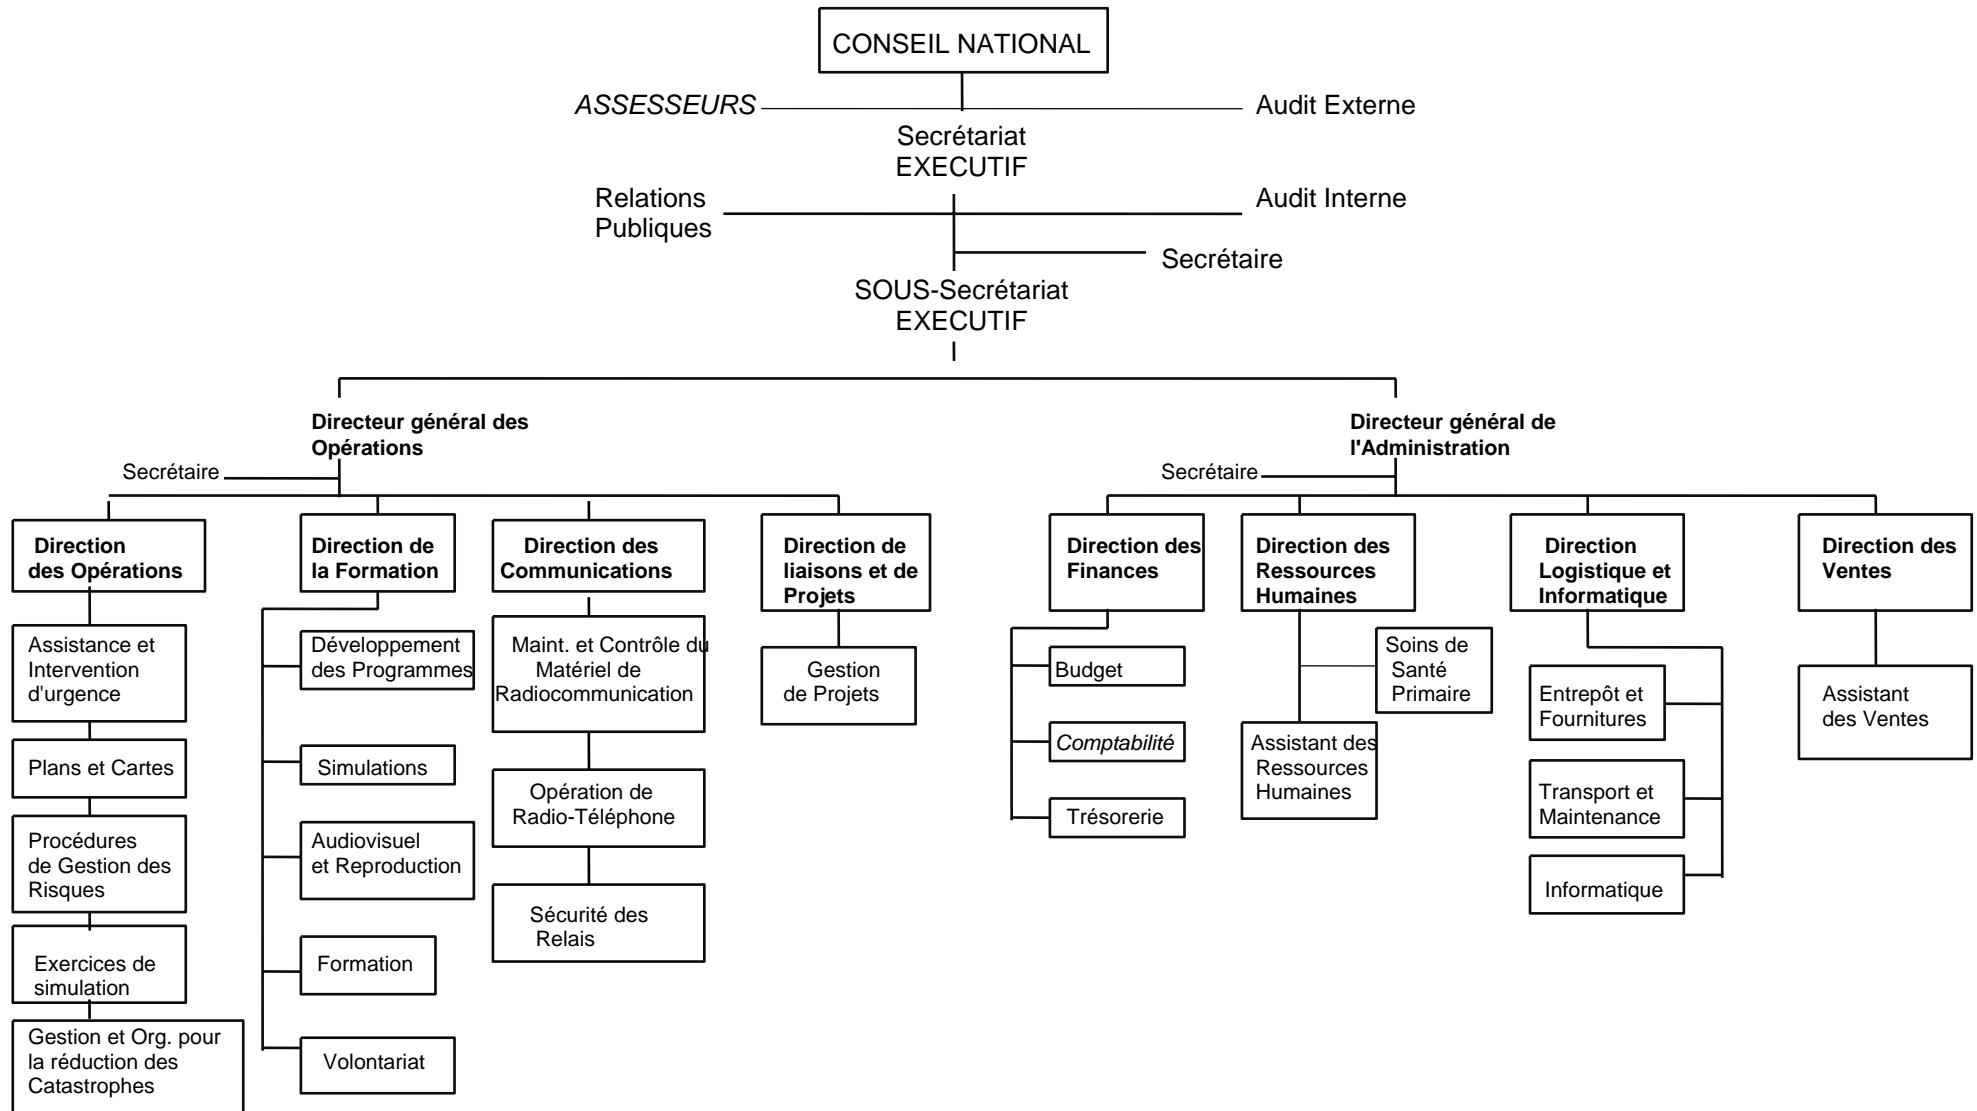 CONSEIL NATIONAL
ASSESSEURS
Audit Externe
Secrétariat
EXECUTIF
Relations
Publiques
Audit Interne
Secrétaire
SOUS-Secrétariat
EXECUTIF
Directeur général des
Opérations
Secrétaire
Directeur général de
l'Administration
Secrétaire
Direction
des Opérations
Direction de
la Formation
Direction des
Communications
Direction de
liaisons et de
Projets
Direction des
Finances
Direction des
Ressources
Humaines
Direction
Logistique et
Informatique
Direction des
Ventes
Assistance et
Intervention
d'urgence
Plans et Cartes
Procédures
de Gestion des
Risques
Exercices de
simulation
Gestion et Org. pour
la réduction des
Catastrophes
Développement
des Programmes
Simulations
Audiovisuel
et Reproduction
Formation
Volontariat
Maint. et Contrôle du
Matériel de
Radiocommunication
Opération de
Radio-Téléphone
Sécurité des
Relais
Gestion
de Projets
Budget
Comptabilité
Trésorerie
Soins de
Santé
Primaire
Assistant des
Ressources
Humaines
Entrepôt et
Fournitures
Transport et
Maintenance
Informatique
Assistant
des Ventes